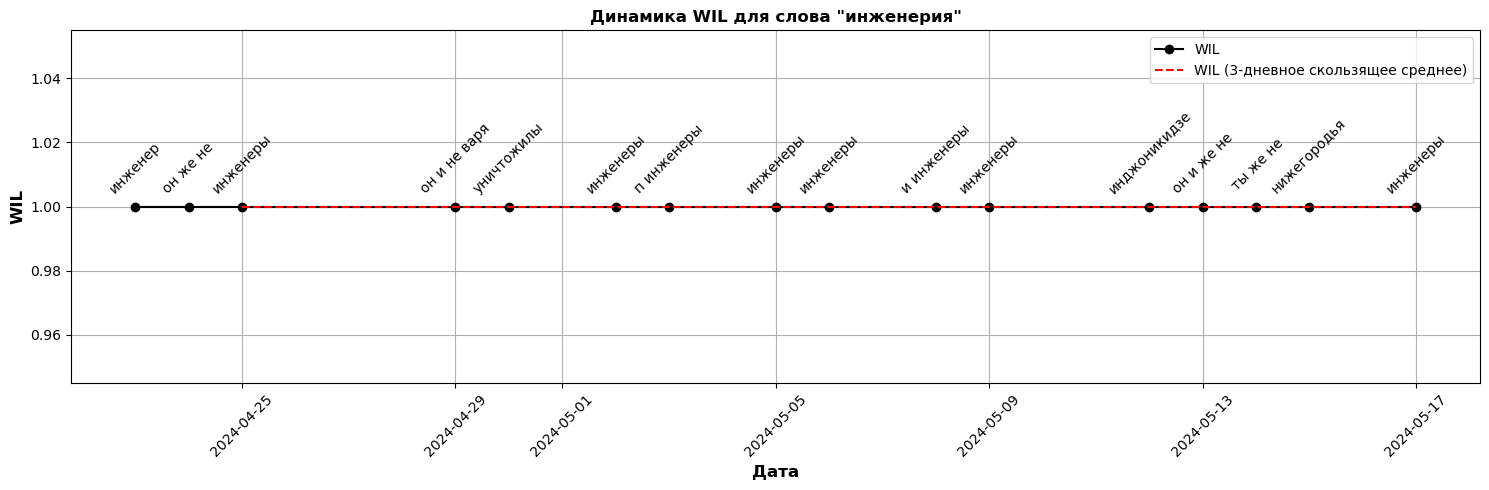 Динамика WIL для слова "инженерия"
WIL
WIL (3-дневное скользящее среднее)
1.04
1.02
1.00
0.98
0.96
WIL
инженер
он же не
инженеры
он и не варя
уничтожилы
инженеры
п инженеры
инженеры
инженеры
и инженеры
инженеры
инджоникидзе
он и же не
ты же не
нижегородья
инженеры
2024-04-25
2024-04-29
2024-05-01
2024-05-05
2024-05-09
2024-05-13
2024-05-17
Дата